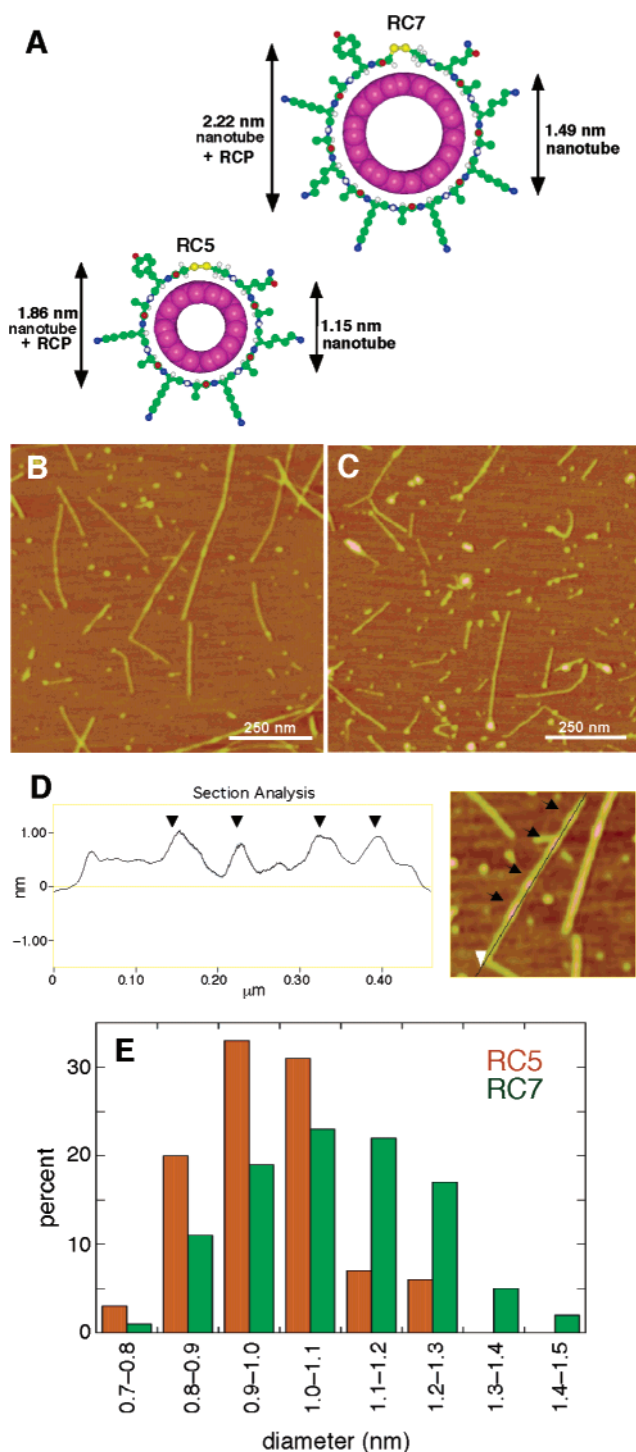 A
RC7
2.22 nm
nanotube
+ RCP
1.49 nm
nanotube
RC5
1.86 nm
nanotube
+ RCP
1.15 nm
nanotube
B
250 nm
C
250 nm
D
Section Analysis
1.00
0
−1.00
nm
0
0.10
0.20
0.30
0.40
μm
E
RC5
RC7
30
20
10
0
percent
0.7–0.8
0.8–0.9
0.9–1.0
1.0–1.1
1.1–1.2
1.2–1.3
1.3–1.4
1.4–1.5
diameter (nm)